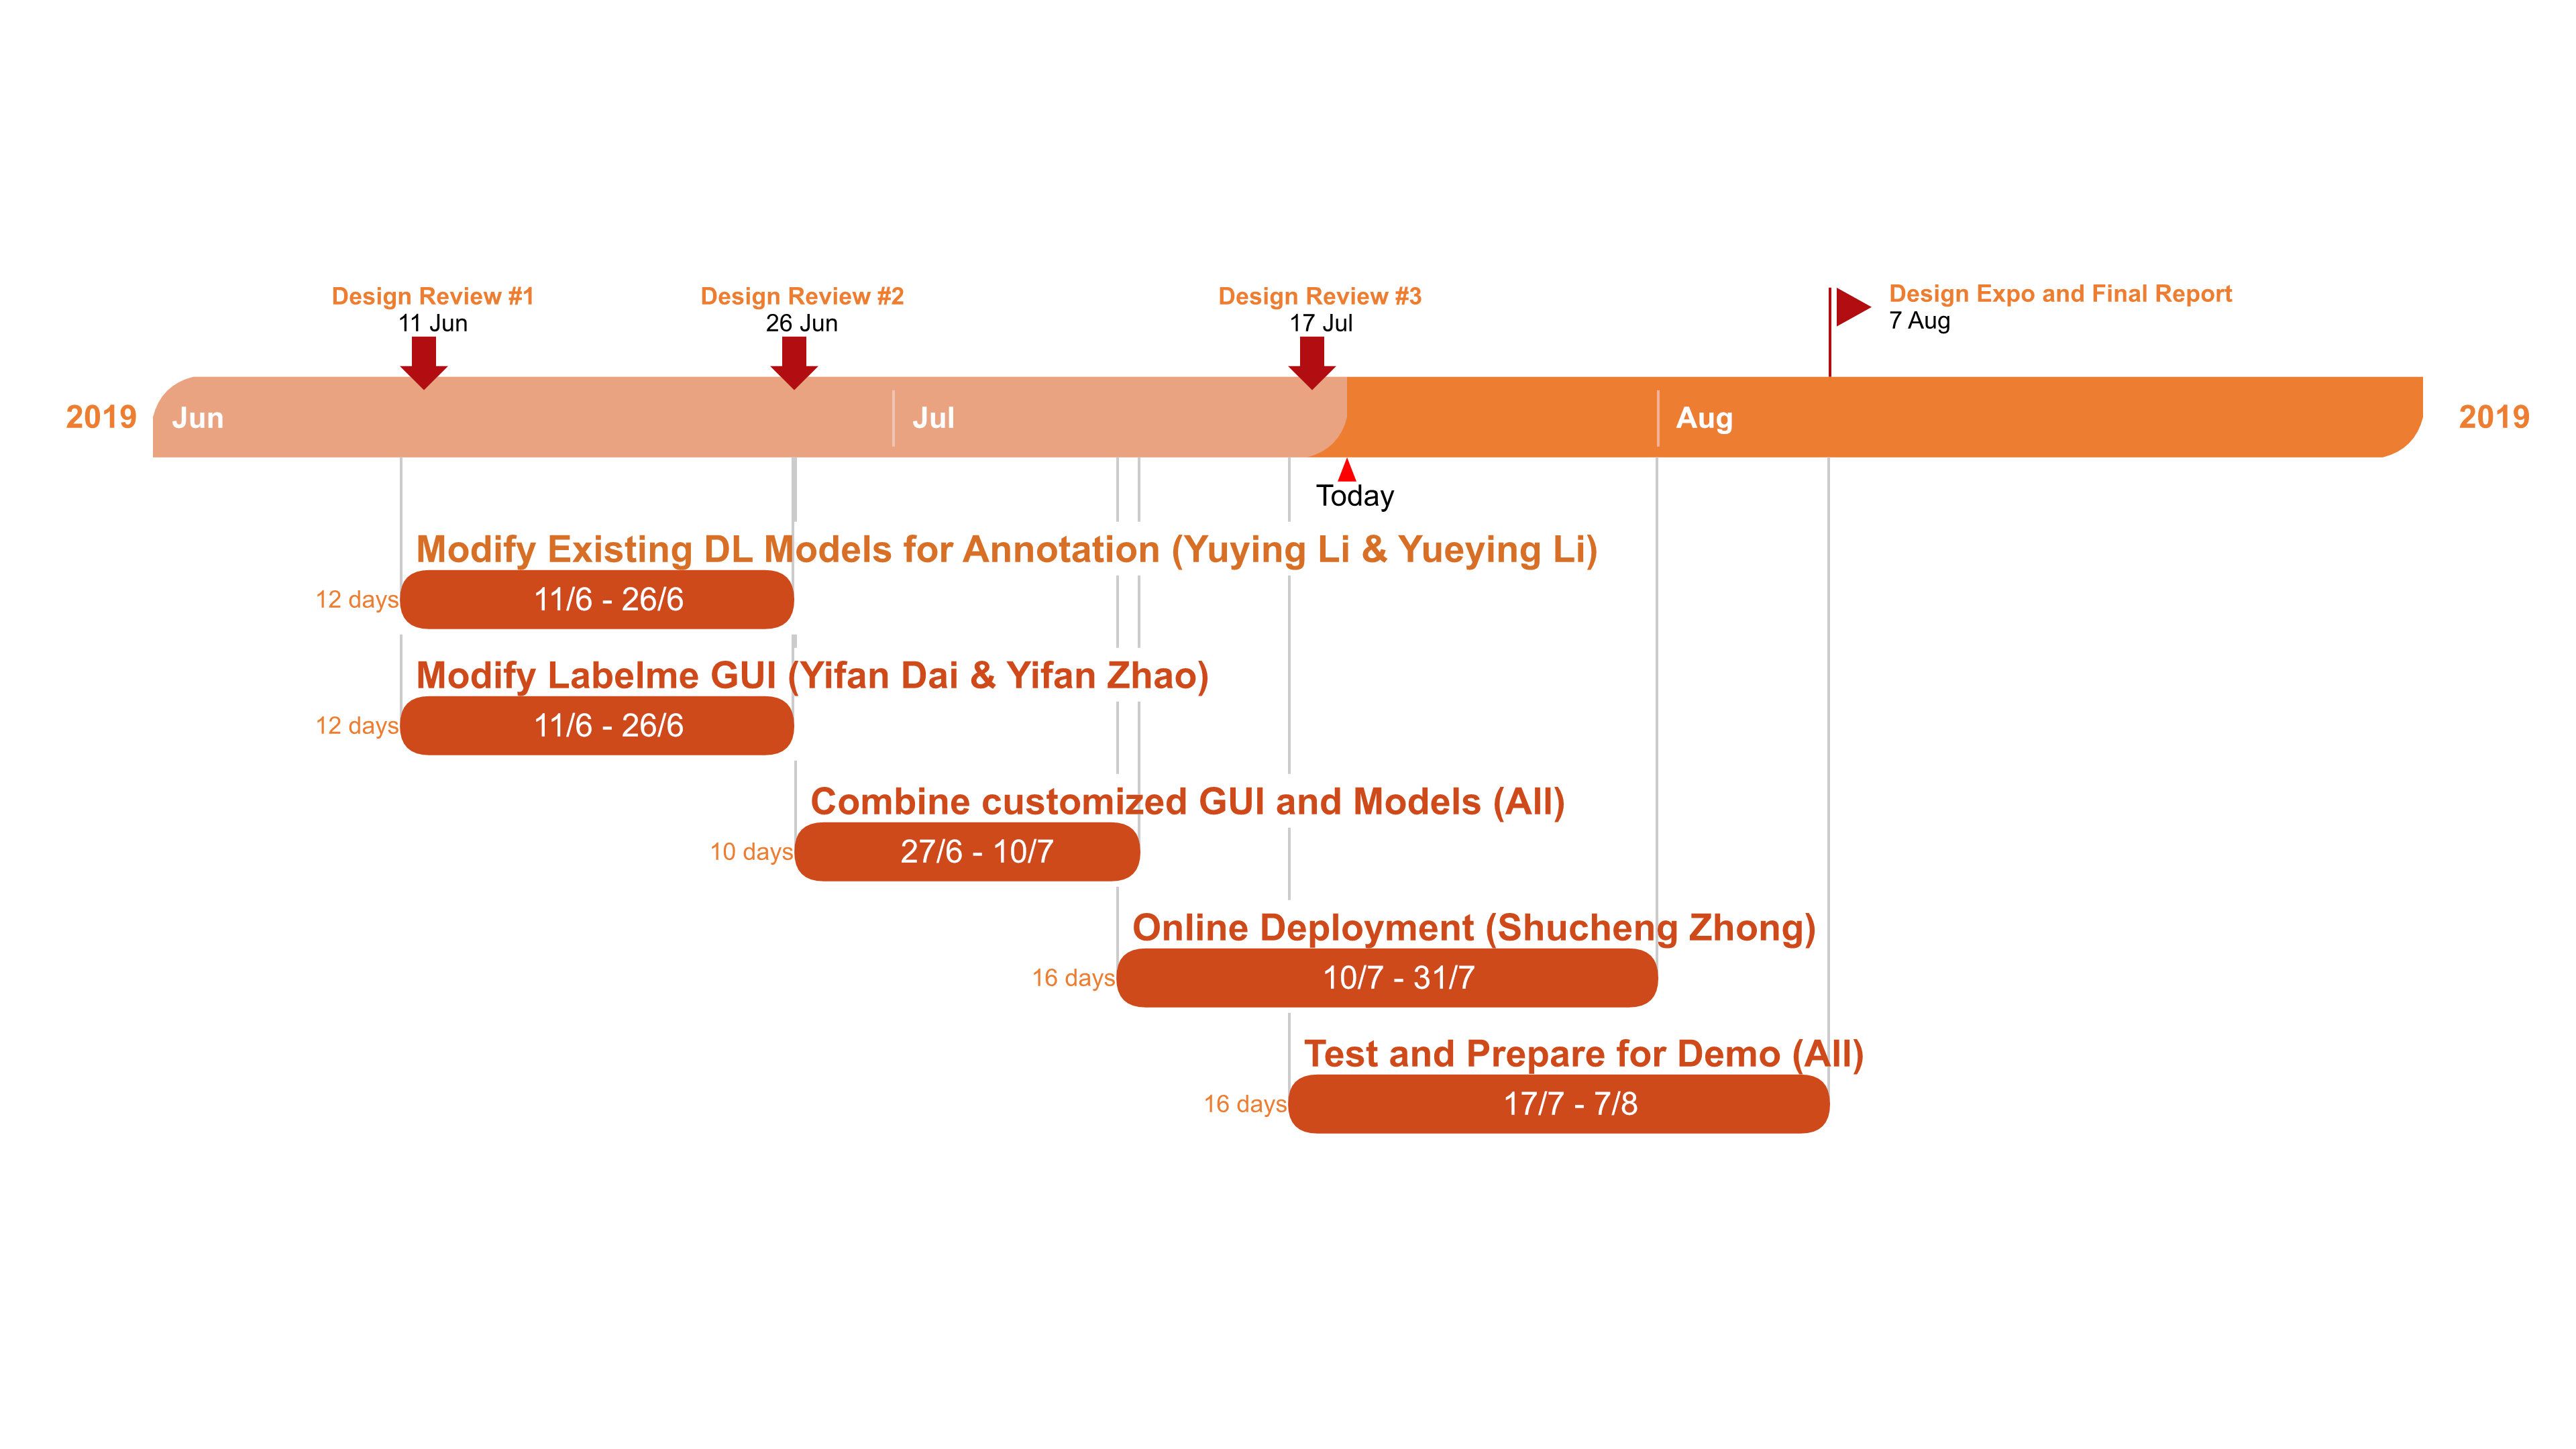 Design Review #1
11 Jun
Design Review #2
26 Jun
Design Review #3
17 Jul
Design Expo and Final Report
7 Aug
2019
Jun
Jul
Aug
2019
Today
Modify Existing DL Models for Annotation (Yuying Li & Yueying Li)
12 days
11/6 - 26/6
Modify Labelme GUI (Yifan Dai & Yifan Zhao)
12 days
11/6 - 26/6
Combine customized GUI and Models (All)
10 days
27/6 - 10/7
Online Deployment (Shucheng Zhong)
16 days
10/7 - 31/7
Test and Prepare for Demo (All)
16 days
17/7 - 7/8